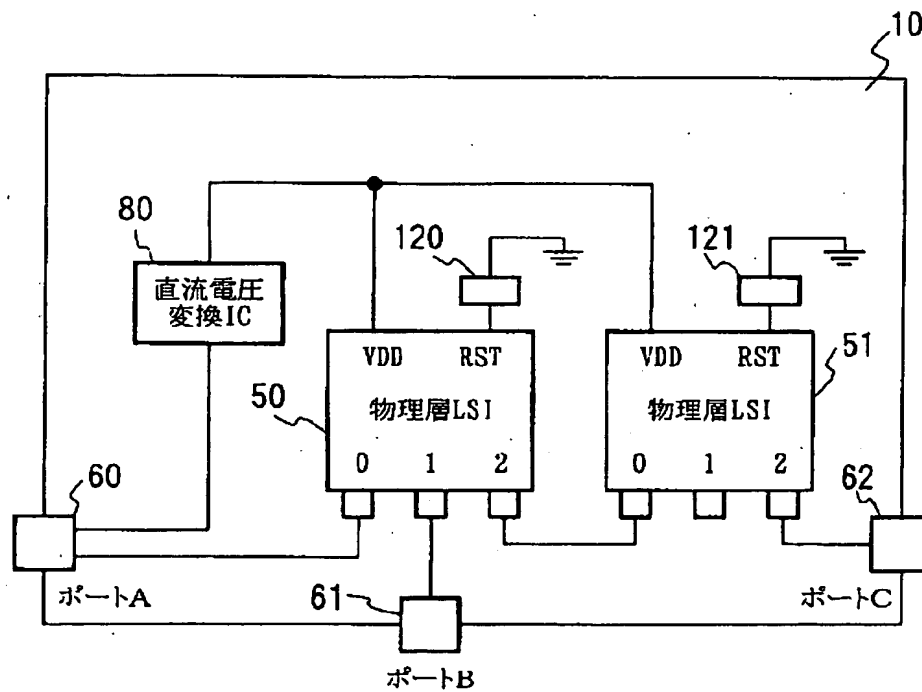 10
80
直流電圧
変換IC
120
121
VDD RST
物理層LSI
0 1 2
50
VDD RST
物理層LSI
0 1 2
51
60
ポートA
61
ポートB
62
ポートC